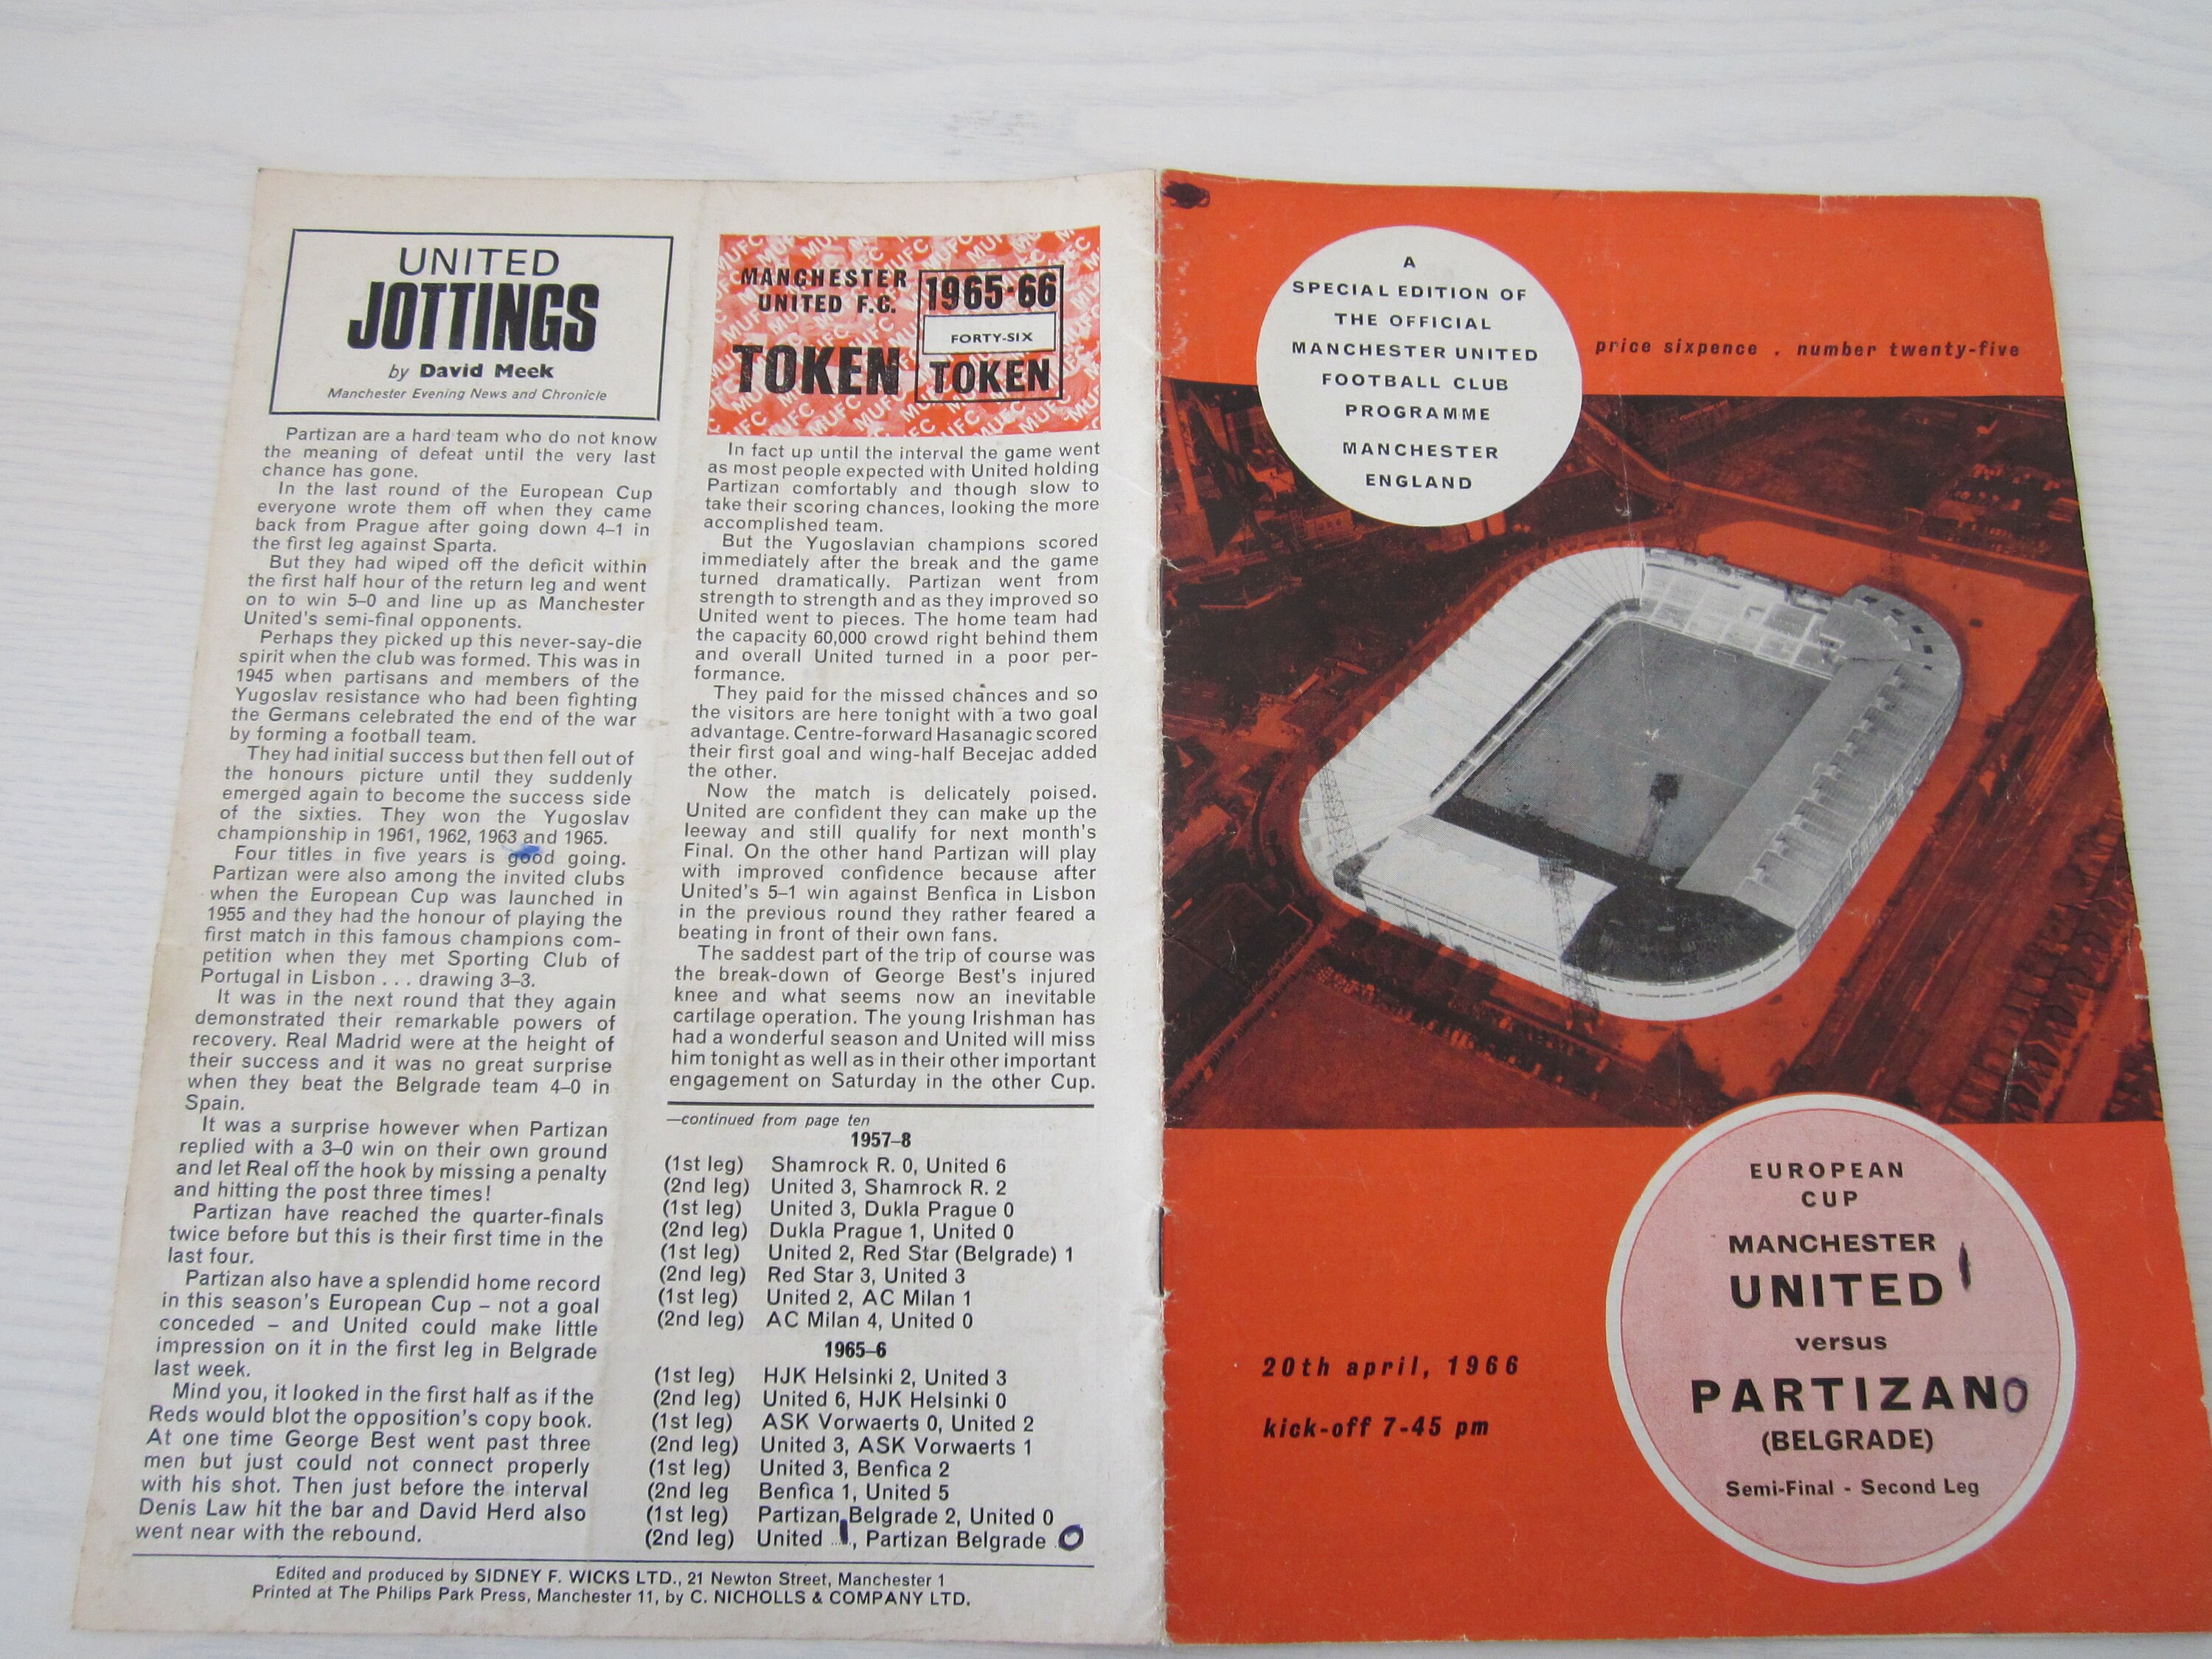 UNITED
JOTTINGS
by David Meek
Manchester Evening News and Chronicle
Partizan are a hard team who do not know
the meaning of defeat until the very last
chance has gone.
In the last round of the European Cup
everyone wrote them off when they came
back from Prague after going down 4–1 in
the first leg against Sparta.
But they had wiped off the deficit within
the first half hour of the return leg and went
on to win 5–0 and line up as Manchester
United's semi-final opponents.
Perhaps they picked up this never-say-die
spirit when the club was formed. This was in
1945 when partisans and members of the
Yugoslav resistance who had been fighting
the Germans celebrated the end of the war
by forming a football team.
They had initial success but then fell out of
the honours picture until they suddenly
emerged again to become the success side
of the sixties. They won the Yugoslav
championship in 1961, 1962, 1963 and 1965.
Four titles in five years is good going.
Partizan were also among the invited clubs
when the European Cup was launched in
1955 and they had the honour of playing the
first match in this famous champions com-
petition when they met Sporting Club of
Portugal in Lisbon . . . drawing 3–3.
It was in the next round that they again
demonstrated their remarkable powers of
recovery. Real Madrid were at the height of
their success and it was no great surprise
when they beat the Belgrade team 4–0 in
Spain.
It was a surprise however when Partizan
replied with a 3–0 win on their own ground
and let Real off the hook by missing a penalty
and hitting the post three times!
Partizan have reached the quarter-finals
twice before but this is their first time in the
last four.
Partizan also have a splendid home record
in this season's European Cup – not a goal
conceded – and United could make little
impression on it in the first leg in Belgrade
last week.
Mind you, it looked in the first half as if the
Reds would blot the opposition's copy book.
At one time George Best went past three
men but just could not connect properly
with his shot. Then just before the interval
Denis Law hit the bar and David Herd also
went near with the rebound.
MANCHESTER
UNITED F.C.
TOKEN
1965-66
FORTY-SIX
TOKEN
In fact up until the interval the game went
as most people expected with United holding
Partizan comfortably and though slow to
take their scoring chances, looking the more
accomplished team.
But the Yugoslavian champions scored
immediately after the break and the game
turned dramatically. Partizan went from
strength to strength and as they improved so
United went to pieces. The home team had
the capacity 60,000 crowd right behind them
and overall United turned in a poor per-
formance.
They paid for the missed chances and so
the visitors are here tonight with a two goal
advantage. Centre-forward Hasanagic scored
their first goal and wing-half Becejac added
the other.
Now the match is delicately poised.
United are confident they can make up the
leeway and still qualify for next month's
Final. On the other hand Partizan will play
with improved confidence because after
United's 5–1 win against Benfica in Lisbon
in the previous round they rather feared a
beating in front of their own fans.
The saddest part of the trip of course was
the break-down of George Best's injured
knee and what seems now an inevitable
cartilage operation. The young Irishman has
had a wonderful season and United will miss
him tonight as well as in their other important
engagement on Saturday in the other Cup.
—continued from page ten
1957–8
(1st leg) Shamrock R. 0, United 6
(2nd leg) United 3, Shamrock R. 2
(1st leg) United 3, Dukla Prague 0
(2nd leg) Dukla Prague 1, United 0
(1st leg) United 2, Red Star (Belgrade) 1
(2nd leg) Red Star 3, United 3
(1st leg) United 2, AC Milan 1
(2nd leg) AC Milan 4, United 0
1965–6
(1st leg) HJK Helsinki 2, United 3
(2nd leg) United 6, HJK Helsinki 0
(1st leg) ASK Vorwaerts 0, United 2
(2nd leg) United 3, ASK Vorwaerts 1
(1st leg) United 3, Benfica 2
(2nd leg Benfica 1, United 5
(1st leg) Partizan Belgrade 2, United 0
(2nd leg) United ...1, Partizan Belgrade 0
Edited and produced by SIDNEY F. WICKS LTD., 21 Newton Street, Manchester 1
Printed at The Philips Park Press, Manchester 11, by C. NICHOLLS & COMPANY LTD.
A
SPECIAL EDITION OF
THE OFFICIAL
MANCHESTER UNITED
FOOTBALL CLUB
PROGRAMME
MANCHESTER
ENGLAND
price sixpence . number twenty-five
20th april, 1966
kick-off 7-45 pm
EUROPEAN
CUP
MANCHESTER
UNITED 1
versus
PARTIZAN 0
(BELGRADE)
Semi-Final - Second Leg